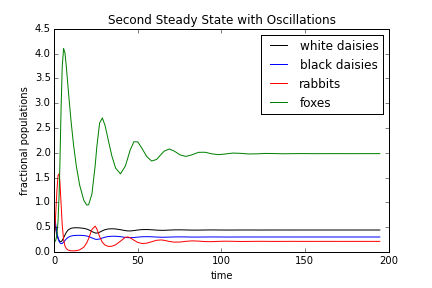 Second Steady State with Oscillations
fractional populations
4.5
4.0
3.5
3.0
2.5
2.0
1.5
1.0
0.5
0.0
white daisies
black daisies
rabbits
foxes
0
50
100
150
200
time